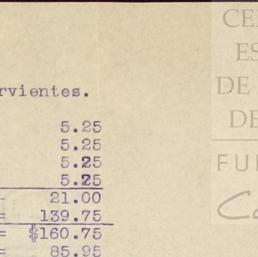 rvientes.
5.25
5.25
5.25
5.25
= 21.00
= 139.75
= $160.75
= 85.95
CE
ES
DE
DE
FU